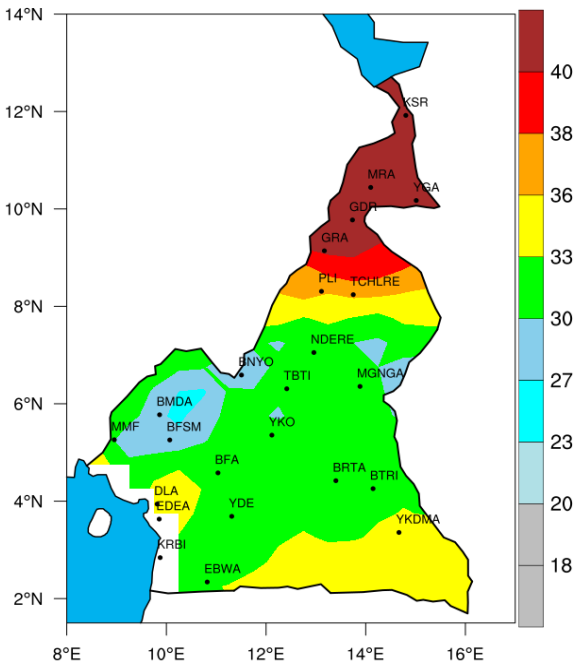 14°N
12°N
10°N
8°N
6°N
4°N
2°N
8°E
10°E
12°E
14°E
16°E
KSR
MRA
YGA
GDR
GRA
PLI
TCHLRE
NDERE
BNYO
TBTI
MGNGA
BMDA
MMF
BFSM
YKO
BFA
BRTA
BTRI
DLA
EDEA
YDE
YKDMA
KRBI
EBWA
40
38
36
33
30
27
23
20
18